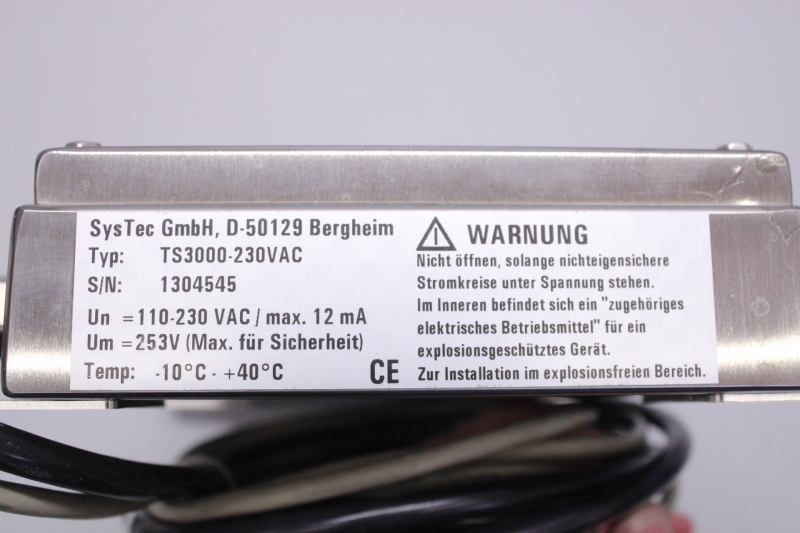 SysTec GmbH, D-50129 Bergheim
Typ: TS3000-230VAC
S/N: 1304545
Un =110-230 VAC / max. 12 mA
Um =253V (Max. für Sicherheit)
Temp: -10°C - +40°C CE
WARNUNG
Nicht öffnen, solange nichteigensichere
Stromkreise unter Spannung stehen.
Im Inneren befindet sich ein "zugehöriges
elektrisches Betriebsmittel" für ein
explosionsgeschütztes Gerät.
Zur Installation im explosionsfreien Bereich.